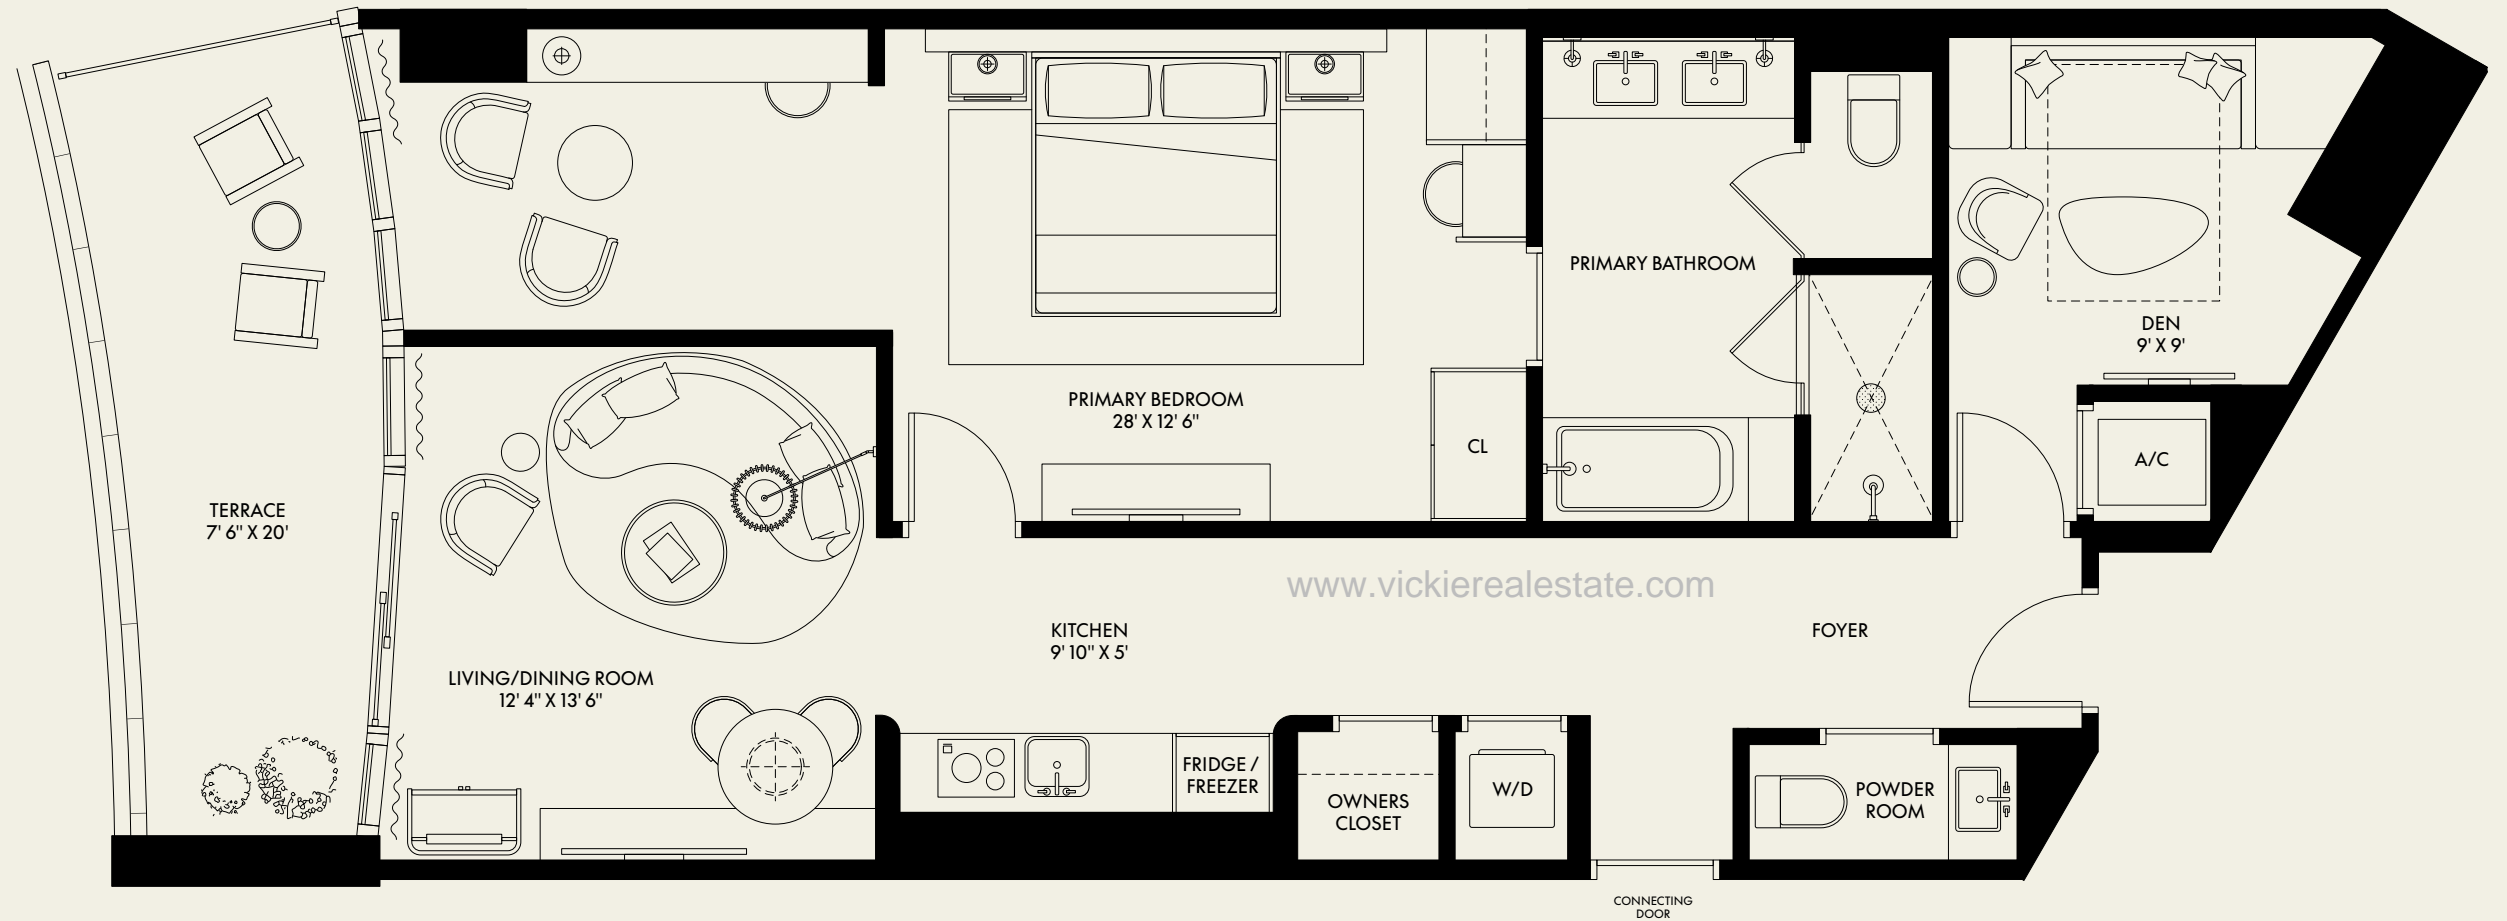 PRIMARY BATHROOM
DEN
9' X 9'
PRIMARY BEDROOM
28' X 12' 6"
CL
A/C
X
TERRACE
7' 6" X 20'
www.vickierealestate.com
KITCHEN
9' 10" X 5'
FOYER
LIVING/DINING ROOM
12' 4" X 13' 6"
FRIDGE /
FREEZER
OWNERS
CLOSET
W/D
POWDER
ROOM
CONNECTING
DOOR